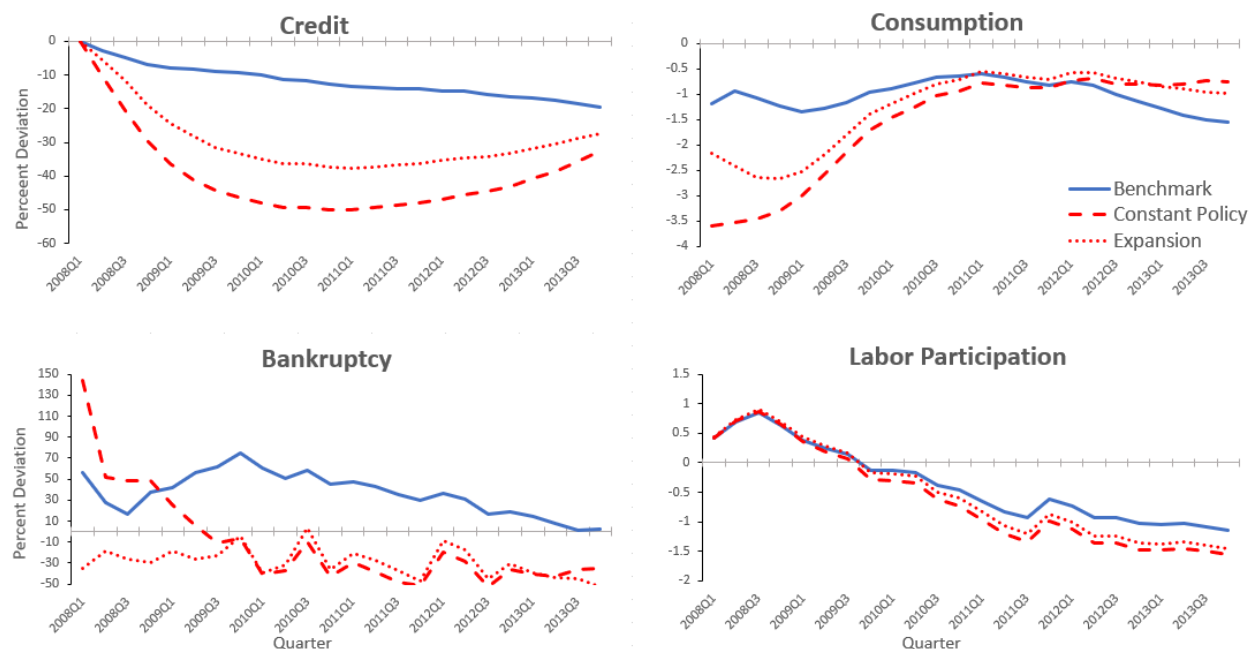 Credit
Perceent Deviation
0
-10
-20
-30
-40
-50
-60
2008Q1
2008Q3
2009Q1
2009Q3
2010Q1
2010Q3
2011Q1
2011Q3
2012Q1
2012Q3
2013Q1
2013Q3
Consumption
0
-0.5
-1
-1.5
-2
-2.5
-3
-3.5
-4
Benchmark
Constant Policy
Expansion
2008Q1
2008Q3
2009Q1
2009Q3
2010Q1
2010Q3
2011Q1
2011Q3
2012Q1
2012Q3
2013Q1
2013Q3
Bankruptcy
Percent Deviation
150
130
110
90
70
50
30
10
-10
-30
-50
2008Q1
2008Q3
2009Q1
2009Q3
2010Q1
2010Q3
2011Q1
2011Q3
2012Q1
2012Q3
2013Q1
2013Q3
Quarter
Labor Participation
1.5
1
0.5
0
-0.5
-1
-1.5
-2
2008Q1
2008Q3
2009Q1
2009Q3
2010Q1
2010Q3
2011Q1
2011Q3
2012Q1
2012Q3
2013Q1
2013Q3
Quarter